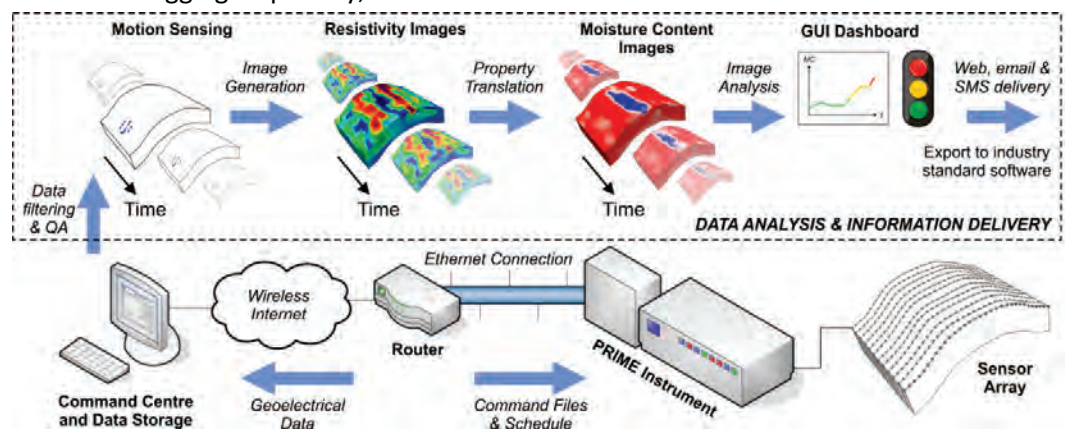 Motion Sensing
Resistivity Images
Moisture Content
Images
GUI Dashboard
Image
Generation
Property
Translation
Image
Analysis
MC
Web, email &
SMS delivery
Export to industry
standard software
Time
Time
Time
Data
filtering
& QA
DATA ANALYSIS & INFORMATION DELIVERY
Ethernet Connection
Wireless
Internet
Router
PRIME Instrument
Sensor
Array
Command Centre
and Data Storage
Geoelectrical
Data
Command Files
& Schedule